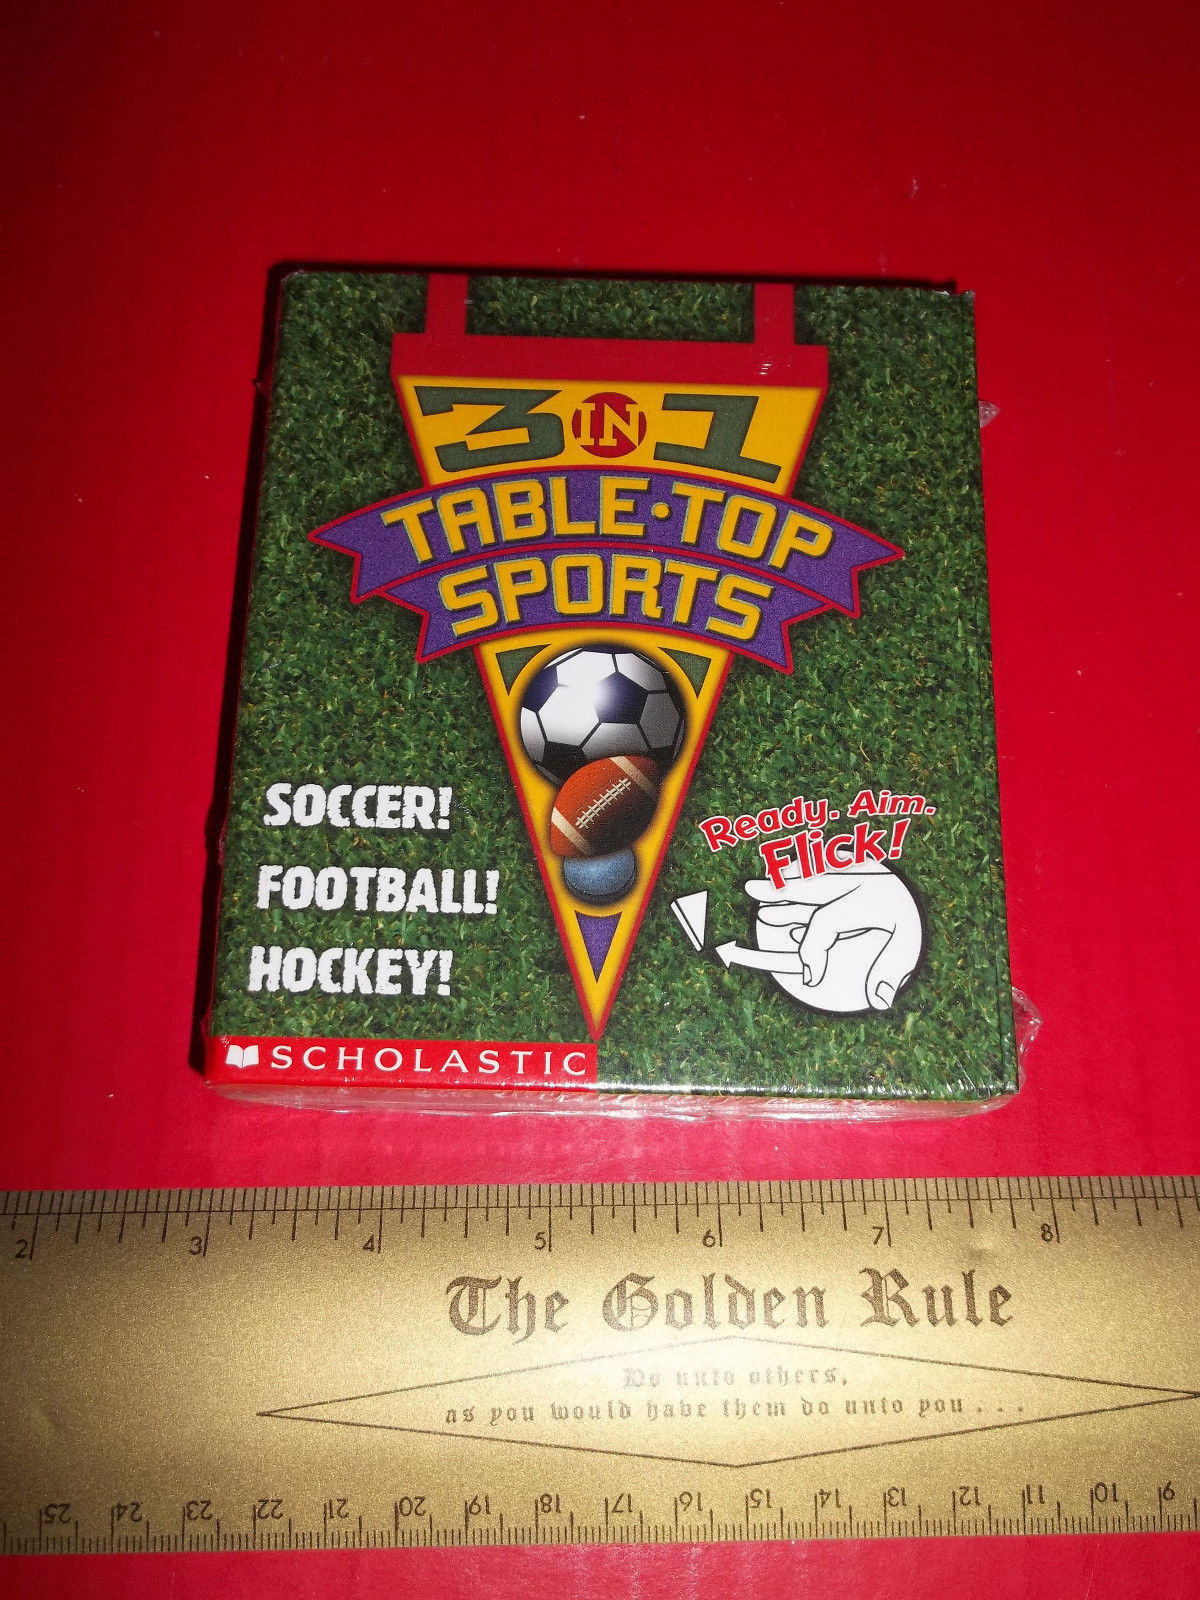 3 IN 1
TABLE•TOP
SPORTS
SOCCER!
FOOTBALL!
HOCKEY!
Ready. Aim.
Flick!
SCHOLASTIC
2 3 4 5 6 7 8
The Golden Rule
Do unto others,
as you would have them do unto you . . .
25 24 23 22 21 20 19 18 17 16 15 14 13 12 11 10 9